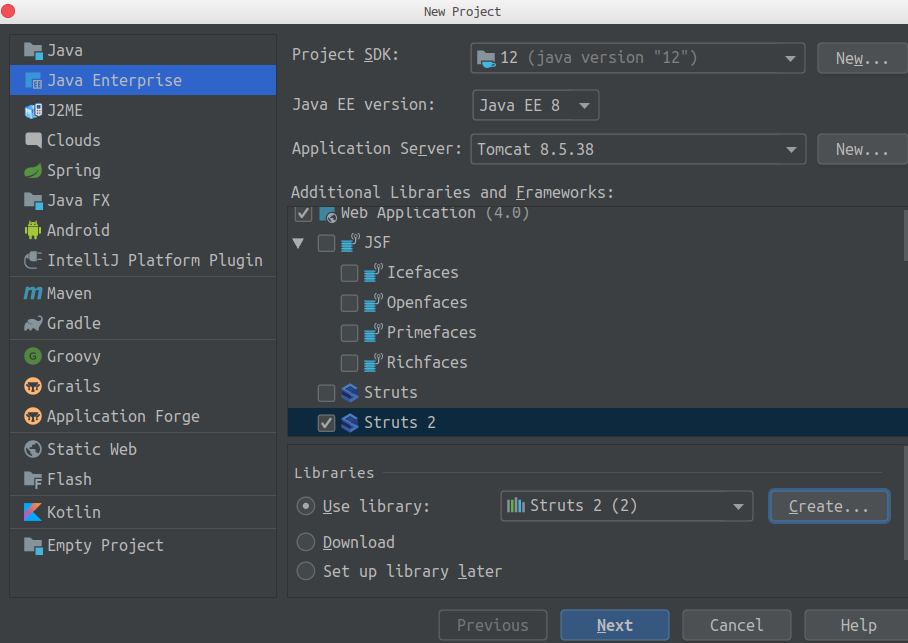 New Project
Java
Java Enterprise
J2ME
Clouds
Spring
Java FX
Android
IntelliJ Platform Plugin
Maven
Gradle
Groovy
Grails
Application Forge
Static Web
Flash
Kotlin
Empty Project
Project SDK: 12 (java version "12") New...
Java EE version: Java EE 8
Application Server: Tomcat 8.5.38 New...
Additional Libraries and Frameworks:
Web Application (4.0)
JSF
Icefaces
Openfaces
Primefaces
Richfaces
Struts
Struts 2
Libraries
Use library: Struts 2 (2) Create...
Download
Set up library later
Previous Next Cancel Help